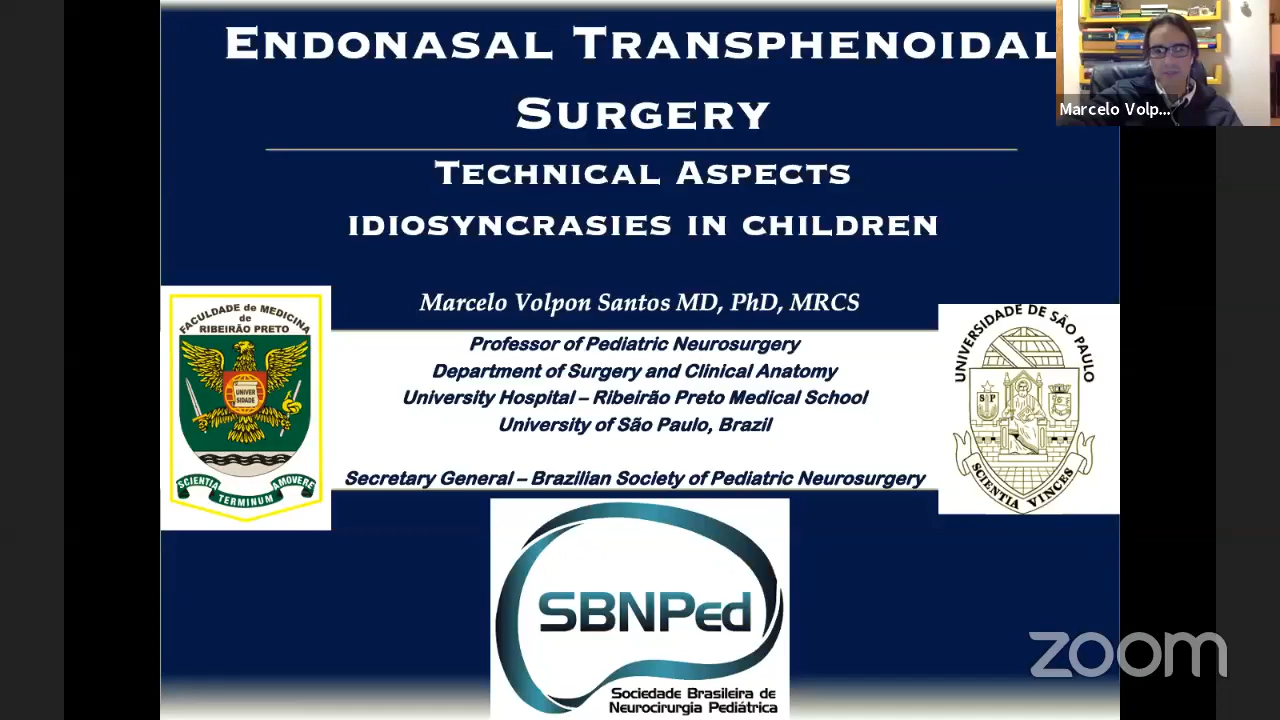 ENDONASAL TRANSPHENOIDAL
SURGERY
TECHNICAL ASPECTS
IDIOSYNCRASIES IN CHILDREN
Marcelo Volp...
Marcelo Volpon Santos MD, PhD, MRCS
Professor of Pediatric Neurosurgery
Department of Surgery and Clinical Anatomy
University Hospital – Ribeirão Preto Medical School
University of São Paulo, Brazil
Secretary General – Brazilian Society of Pediatric Neurosurgery
FACULDADE de MEDICINA
de
RIBEIRÃO PRETO
UNIVER
SIDADE
SCIENTIA
TERMINUM
AMOVERE
UNIVERSIDADE DE SÃO PAULO
S P
SCIENTIA VINCES
SBNPed
Sociedade Brasileira de
Neurocirurgia Pediátrica
zoom